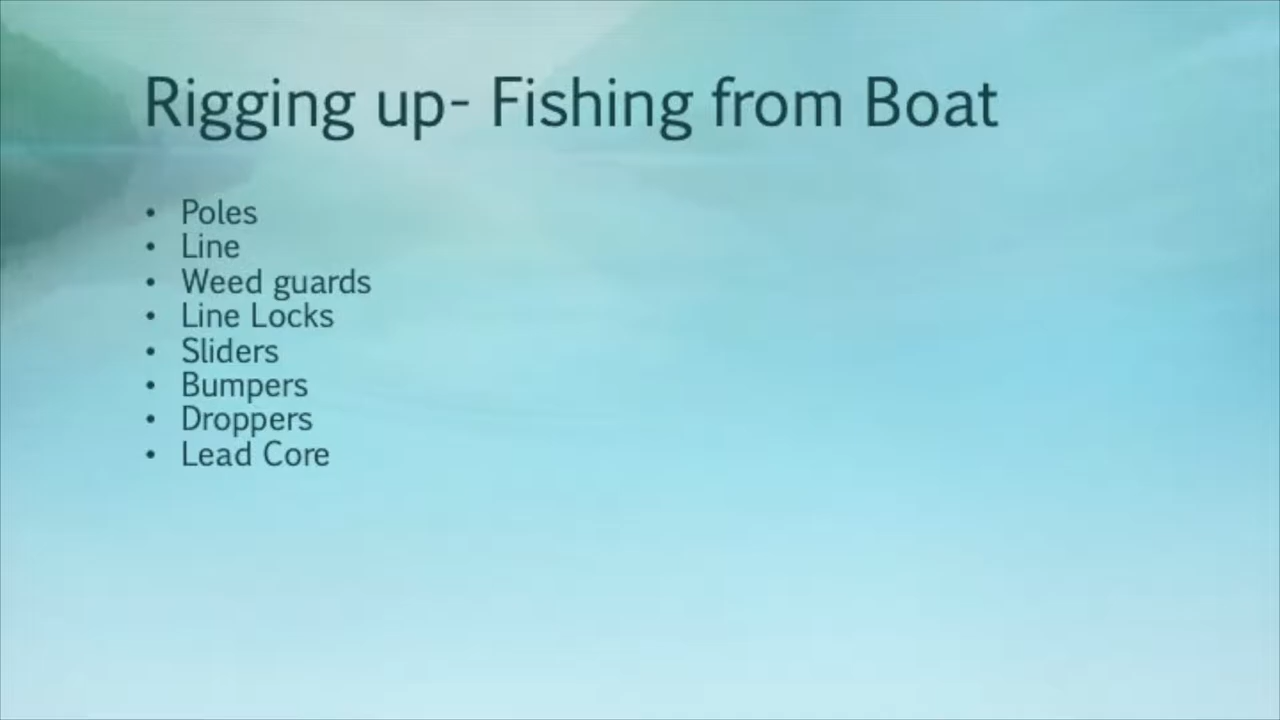 Rigging up- Fishing from Boat
• Poles
• Line
• Weed guards
• Line Locks
• Sliders
• Bumpers
• Droppers
• Lead Core